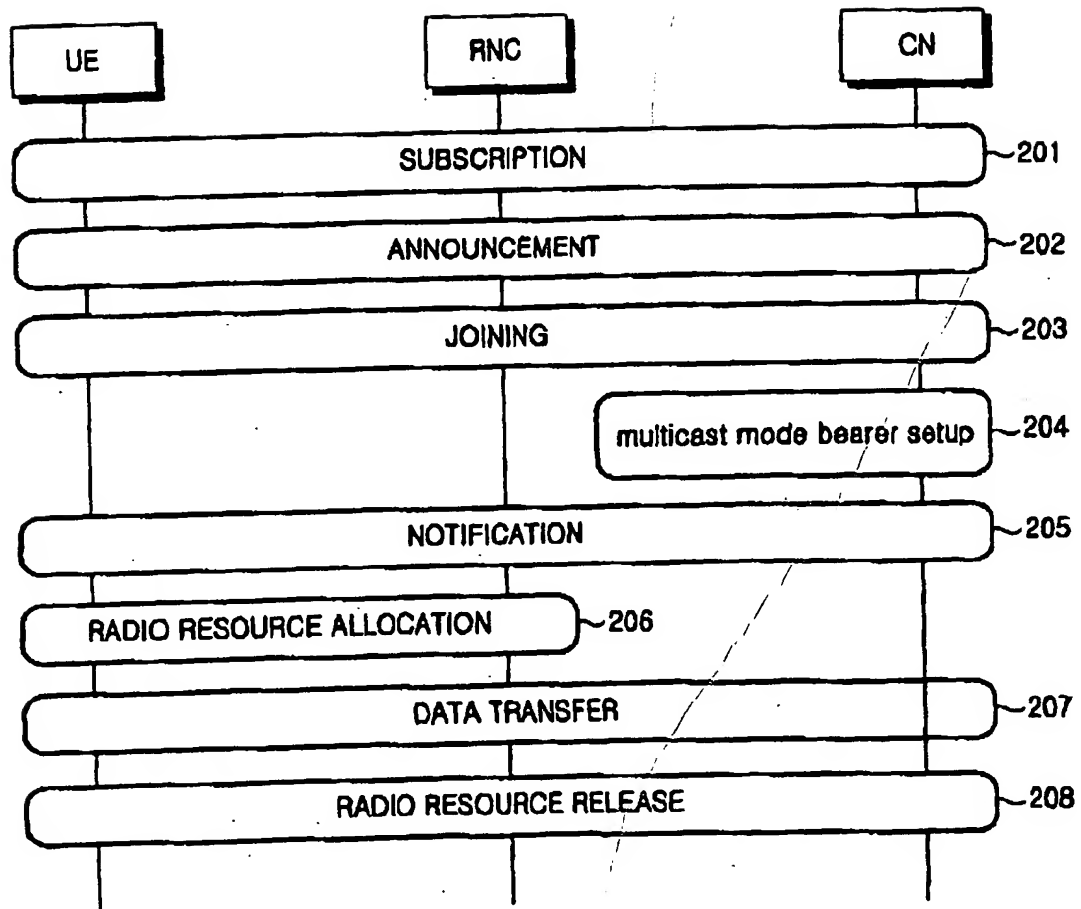 UE RNC CN
SUBSCRIPTION 201
ANNOUNCEMENT 202
JOINING 203
multicast mode bearer setup 204
NOTIFICATION 205
RADIO RESOURCE ALLOCATION 206
DATA TRANSFER 207
RADIO RESOURCE RELEASE 208